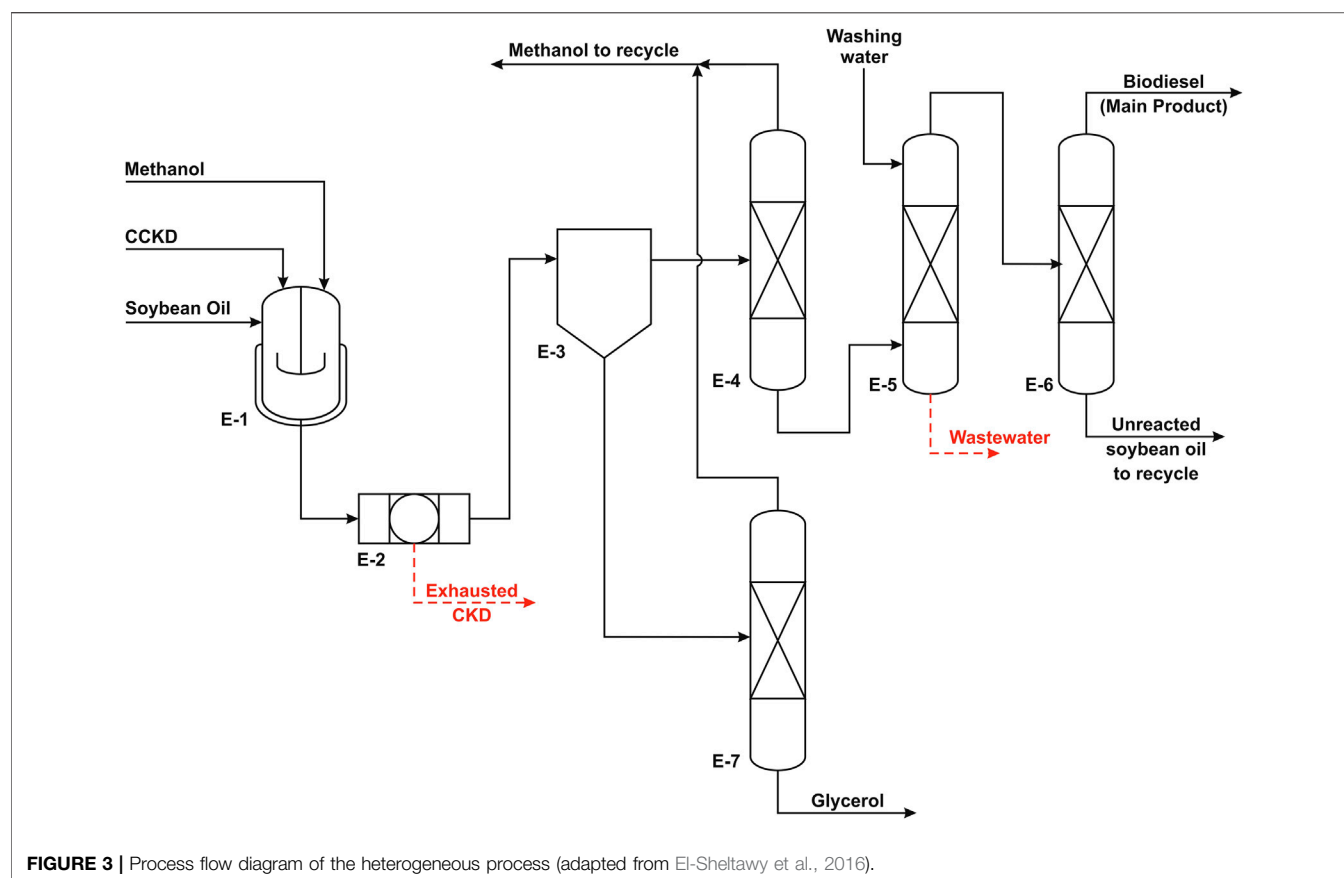 Methanol to recycle
Washing
water
Biodiesel
(Main Product)
Methanol
CCKD
Soybean Oil
E-1
E-2
Exhausted
CKD
E-3
E-4
E-5
Wastewater
E-6
Unreacted
soybean oil
to recycle
E-7
Glycerol
FIGURE 3 | Process flow diagram of the heterogeneous process (adapted from El-Sheltawy et al., 2016).